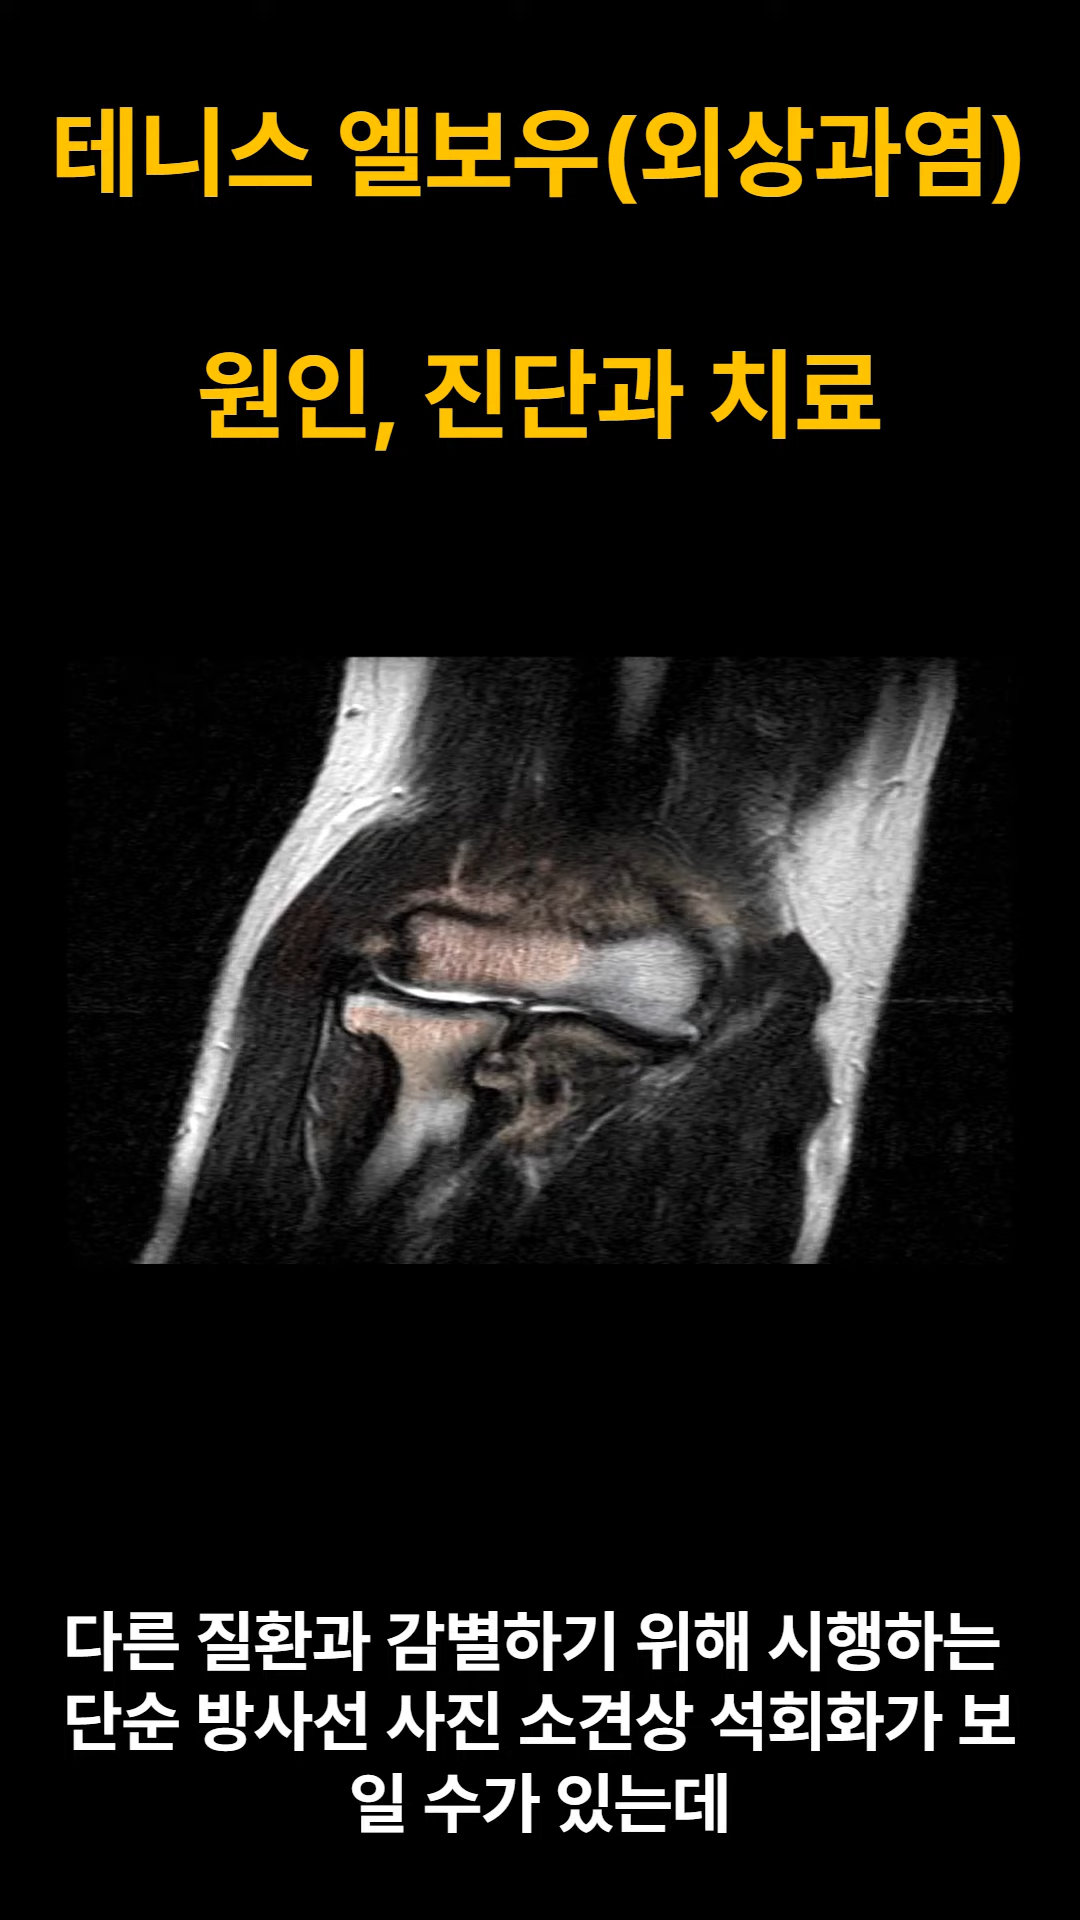 테니스 엘보우(외상과염)
원인, 진단과 치료
다른 질환과 감별하기 위해 시행하는
단순 방사선 사진 소견상 석회화가 보
일 수가 있는데